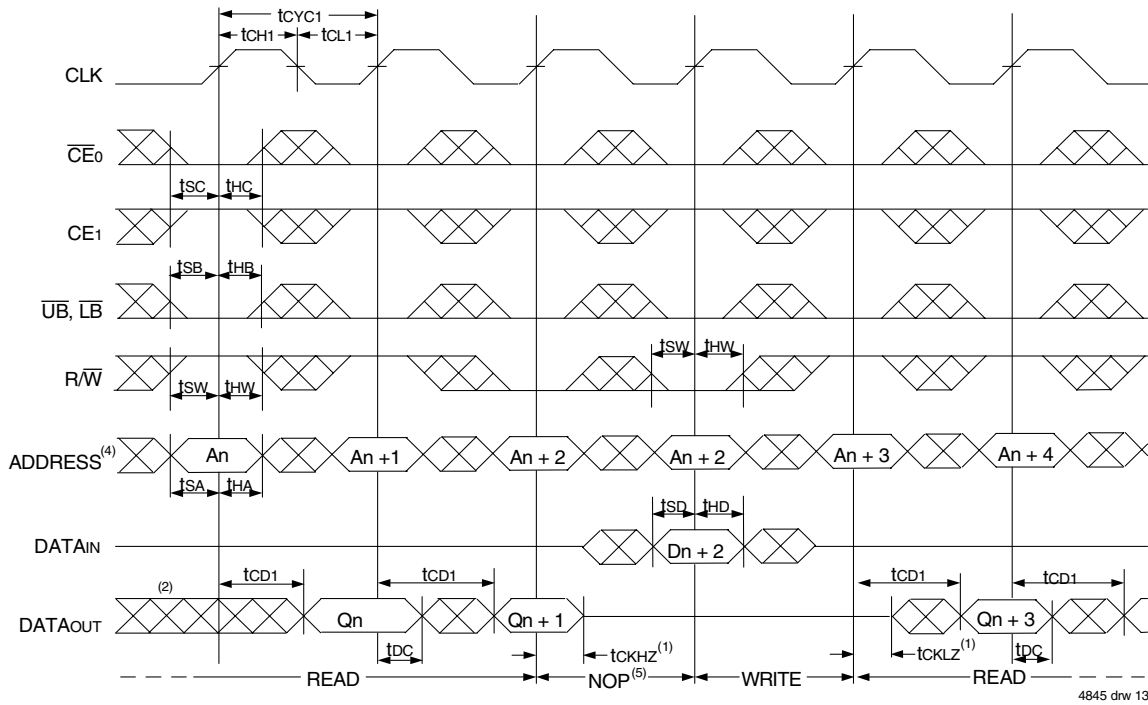 tCYC1
tCH1 tCL1
CLK
CE0
tSC tHC
CE1
tSB tHB
UB, LB
tSW tHW
R/W
tSW tHW
ADDRESS(4) An An +1 An + 2 An + 2 An + 3 An + 4
tSA tHA
tSD tHD
DATAIN Dn + 2
(2) tCD1 tCD1 tCD1 tCD1
DATAOUT Qn Qn + 1 Qn + 3
tDC tCKHZ(1) tCKLZ(1) tDC
READ NOP(5) WRITE READ
4845 drw 13